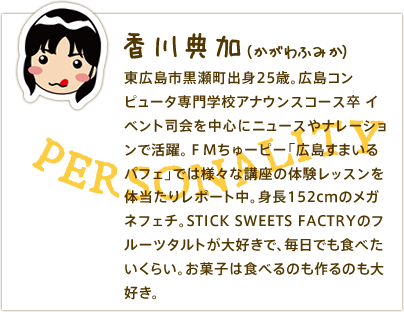 香川典加(かがわふみか)
東広島市黒瀬町出身25歳。広島コン
ピュータ専門学校アナウンスコース卒 イ
ベント司会を中心にニュースやナレーショ
ンで活躍。FMちゅーピー「広島すまいる
パフェ」では様々な講座の体験レッスンを
体当たりレポート中。身長152cmのメガ
ネフェチ。STICK SWEETS FACTRYのフ
ルーツタルトが大好きで、毎日でも食べた
いくらい。お菓子は食べるのも作るのも大
好き。
PERSONALITY